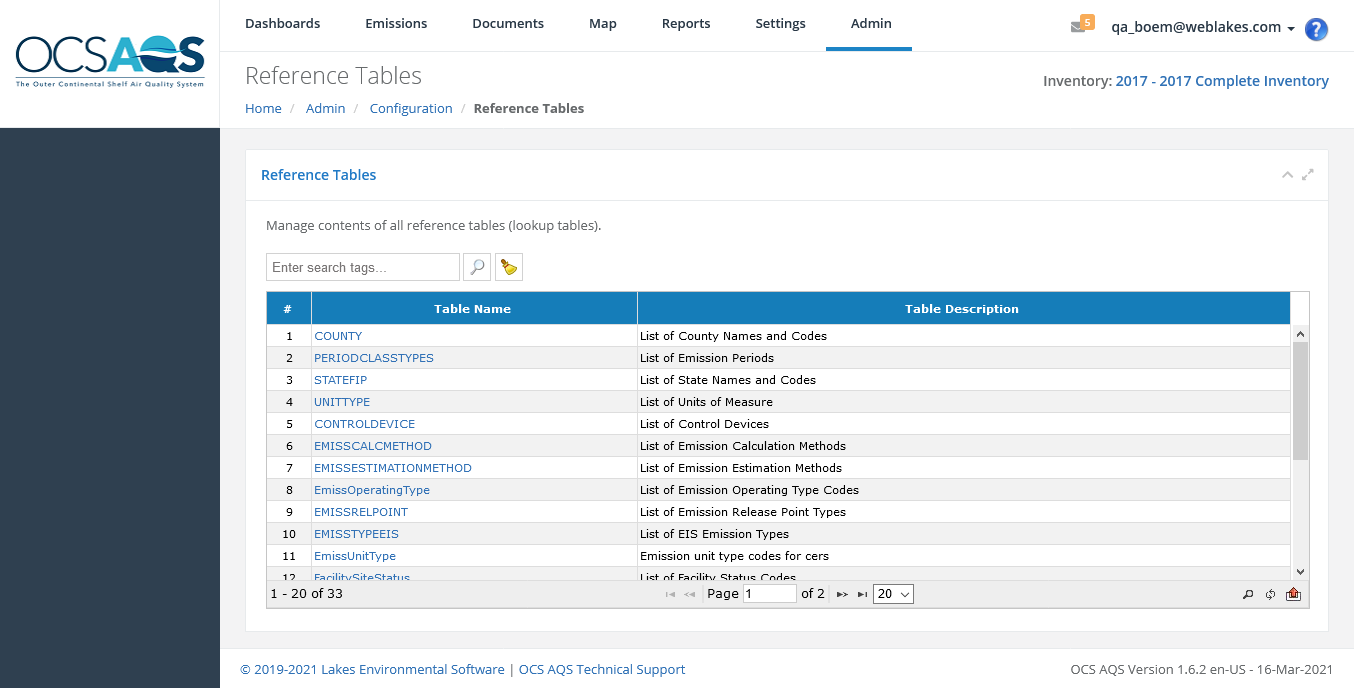 OCSAQS
The Outer Continental Shelf Air Quality System
Dashboards Emissions Documents Map Reports Settings Admin
5 qa_boem@weblakes.com ?
Reference Tables
Inventory: 2017 - 2017 Complete Inventory
Home / Admin / Configuration / Reference Tables
Reference Tables
Manage contents of all reference tables (lookup tables).
Enter search tags...
# Table Name Table Description
1 COUNTY List of County Names and Codes
2 PERIODCLASSTYPES List of Emission Periods
3 STATEFIP List of State Names and Codes
4 UNITTYPE List of Units of Measure
5 CONTROLDEVICE List of Control Devices
6 EMISSCALCMETHOD List of Emission Calculation Methods
7 EMISSESTIMATIONMETHOD List of Emission Estimation Methods
8 EmissOperatingType List of Emission Operating Type Codes
9 EMISSRELPOINT List of Emission Release Point Types
10 EMISSTYPEEIS List of EIS Emission Types
11 EmissUnitType Emission unit type codes for cers
12 FacilitySiteStatus List of Facility Status Codes
1 - 20 of 33 Page 1 of 2 20
© 2019-2021 Lakes Environmental Software | OCS AQS Technical Support
OCS AQS Version 1.6.2 en-US - 16-Mar-2021